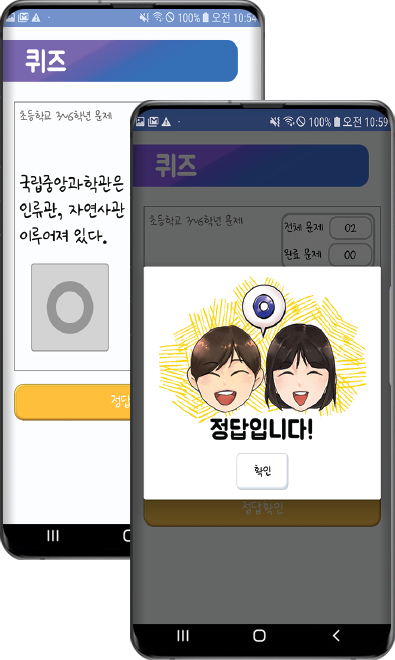 100% 오전 10:54
퀴즈
초등학교 3~6학년 문제
국립중앙과학관은
인류관, 자연사관
이루어져 있다.
정답
100% 오전 10:59
퀴즈
초등학교 3~6학년 문제
전체 문제 02
완료 문제 00
정답입니다!
확인
정답확인